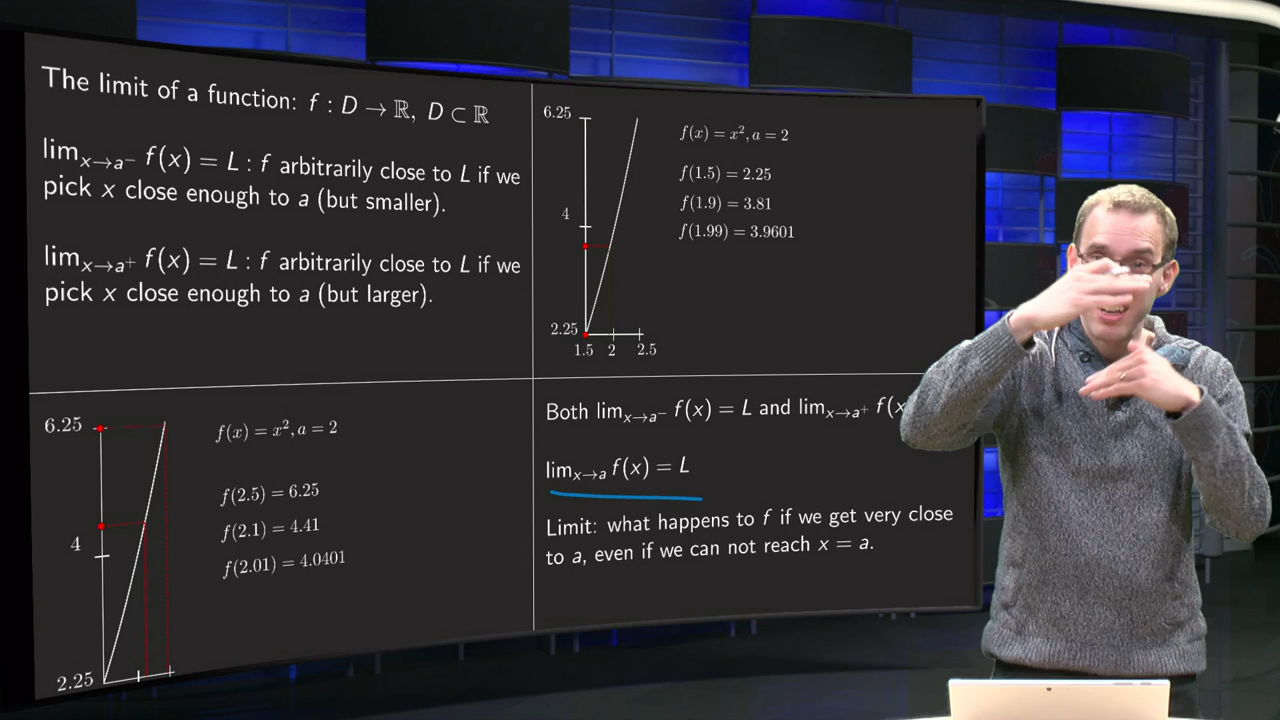 The limit of a function: f : D → ℝ, D ⊂ ℝ
lim_{x→a⁻} f(x) = L : f arbitrarily close to L if we
pick x close enough to a (but smaller).
lim_{x→a⁺} f(x) = L : f arbitrarily close to L if we
pick x close enough to a (but larger).
6.25
4
2.25
1.5 2 2.5
f(x) = x², a = 2
f(1.5) = 2.25
f(1.9) = 3.81
f(1.99) = 3.9601
6.25
4
2.25
f(x) = x², a = 2
f(2.5) = 6.25
f(2.1) = 4.41
f(2.01) = 4.0401
Both lim_{x→a⁻} f(x) = L and lim_{x→a⁺} f(x
lim_{x→a} f(x) = L
Limit: what happens to f if we get very close
to a, even if we can not reach x = a.